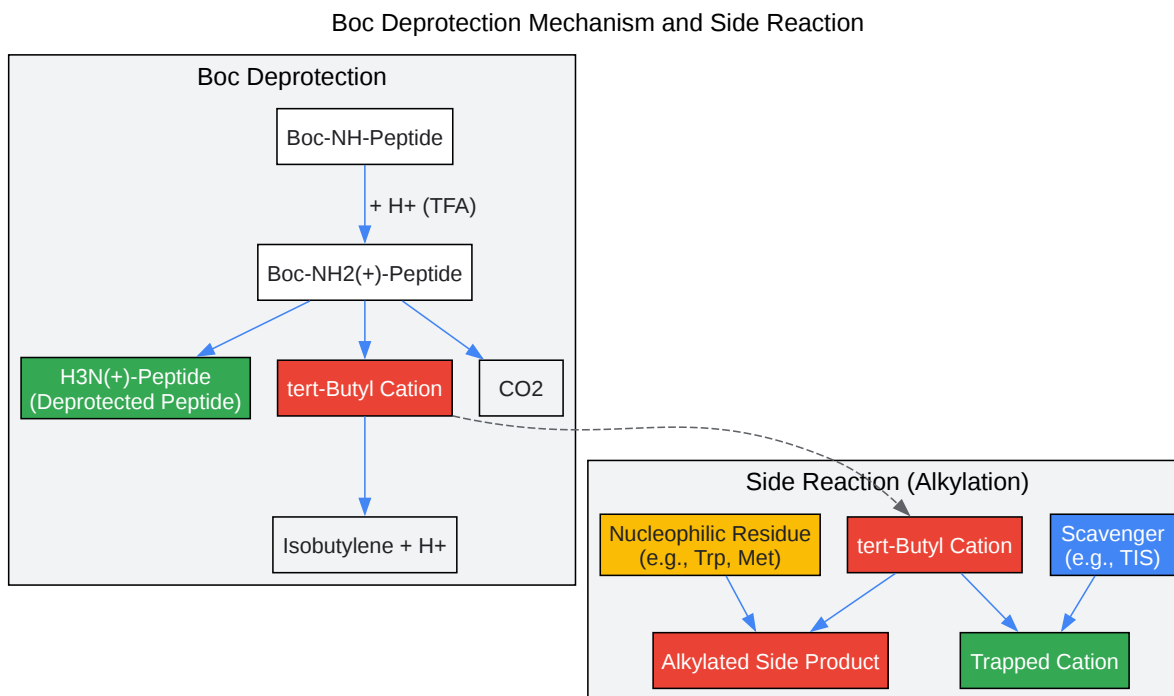 Boc Deprotection Mechanism and Side Reaction
Boc Deprotection
Boc-NH-Peptide
+ H+ (TFA)
Boc-NH2(+)-Peptide
H3N(+)-Peptide
(Deprotected Peptide)
tert-Butyl Cation
CO2
Isobutylene + H+
Side Reaction (Alkylation)
Nucleophilic Residue
(e.g., Trp, Met)
tert-Butyl Cation
Scavenger
(e.g., TIS)
Alkylated Side Product
Trapped Cation